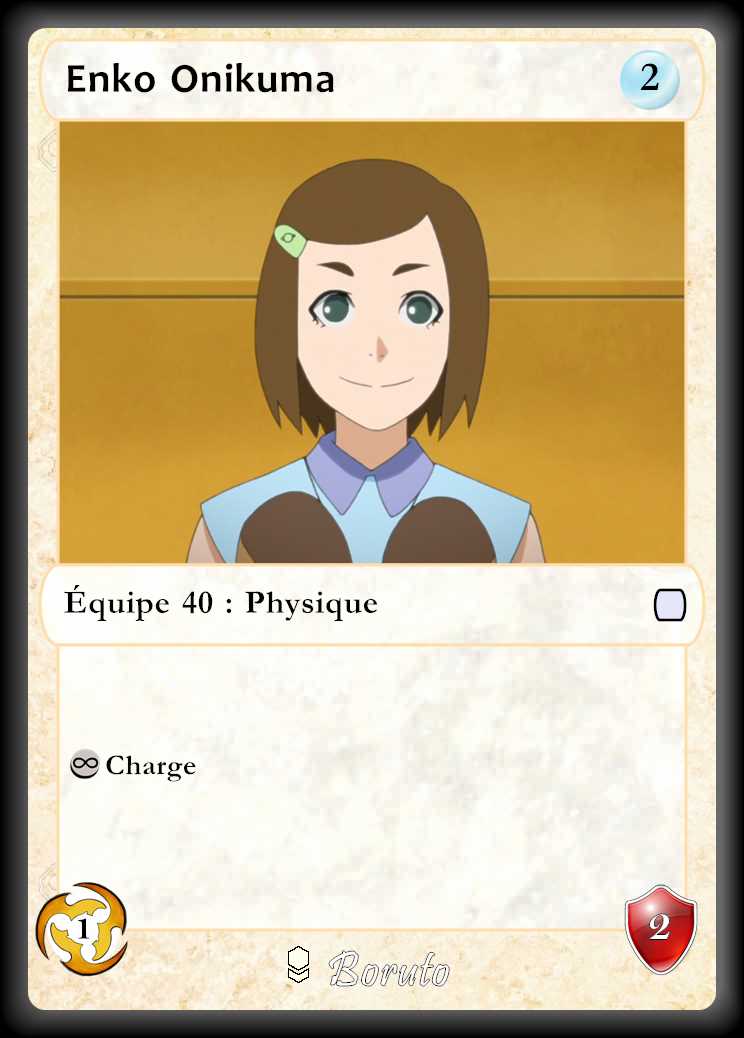 Enko Onikuma
2
Équipe 40 : Physique
∞ Charge
1
2
Boruto